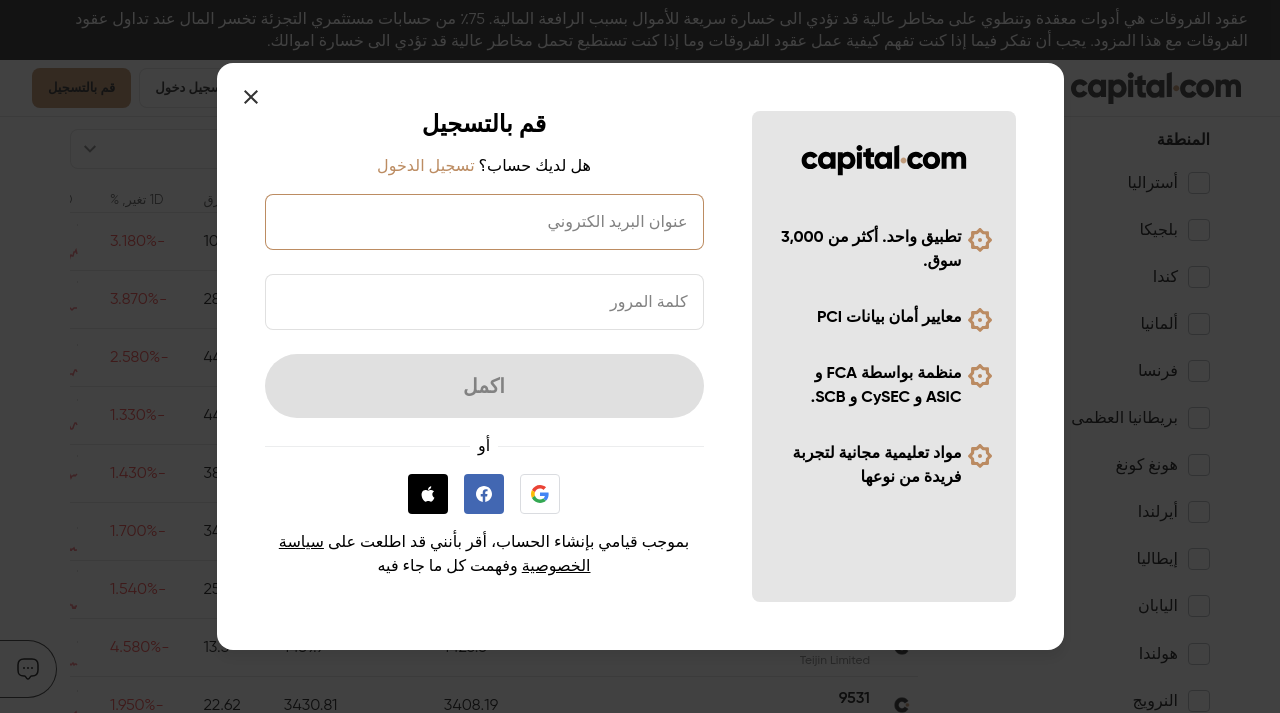 عقود الفروقات هي أدوات معقدة وتنطوي على مخاطر عالية قد تؤدي الى خسارة سريعة للأموال بسبب الرافعة المالية. 75٪ من حسابات مستثمري التجزئة تخسر المال عند تداول عقود
الفروقات مع هذا المزود. يجب أن تفكر فيما إذا كنت تفهم كيفية عمل عقود الفروقات وما إذا كنت تستطيع تحمل مخاطر عالية قد تؤدي الى خسارة اموالك.
capital.com
تسجيل دخول
قم بالتسجيل
المنطقة
أستراليا
بلجيكا
كندا
ألمانيا
فرنسا
بريطانيا العظمى
هونغ كونغ
أيرلندا
إيطاليا
اليابان
هولندا
النرويج
capital.com
تطبيق واحد. أكثر من 3,000
سوق.
معايير أمان بيانات PCI
منظمة بواسطة FCA و
ASIC و CySEC و SCB.
مواد تعليمية مجانية لتجربة
فريدة من نوعها
قم بالتسجيل
هل لديك حساب؟ تسجيل الدخول
عنوان البريد الكتروني
كلمة المرور
اكمل
أو
بموجب قيامي بإنشاء الحساب، أقر بأنني قد اطلعت على سياسة
الخصوصية وفهمت كل ما جاء فيه
1D تغير, %
-3.180%
-3.870%
-2.580%
-1.330%
-1.430%
-1.700%
-1.540%
-4.580%
Teijin Limited
9531
3408.19
3430.81
22.62
-1.950%